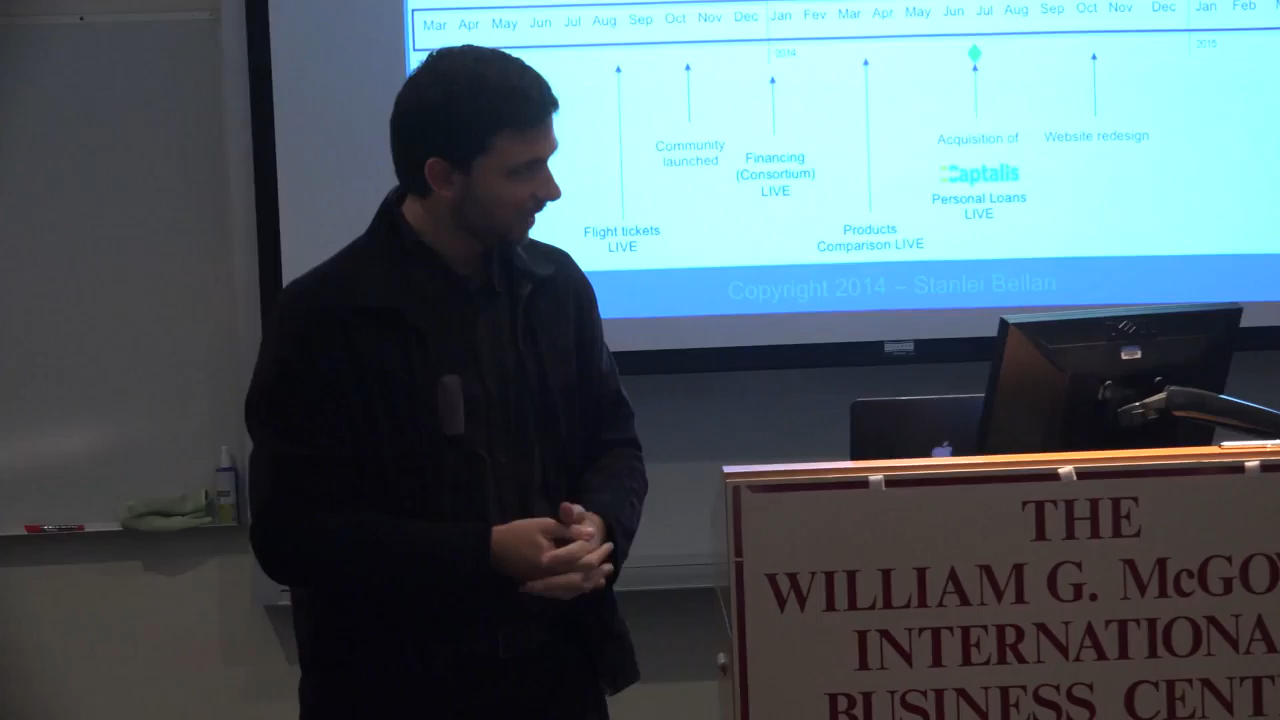 Mar Apr May Jun Jul Aug Sep Oct Nov Dec Jan Fev Mar Apr May Jun Jul Aug Sep Oct Nov Dec Jan Feb
2014 2015
Community
launched
Financing
(Consortium)
LIVE
Flight tickets
LIVE
Products
Comparison LIVE
Acquisition of
Captalis
Personal Loans
LIVE
Website redesign
Copyright 2014 – Stanlei Bellan
THE
WILLIAM G. McGO
INTERNATIONA
BUSINESS CENT